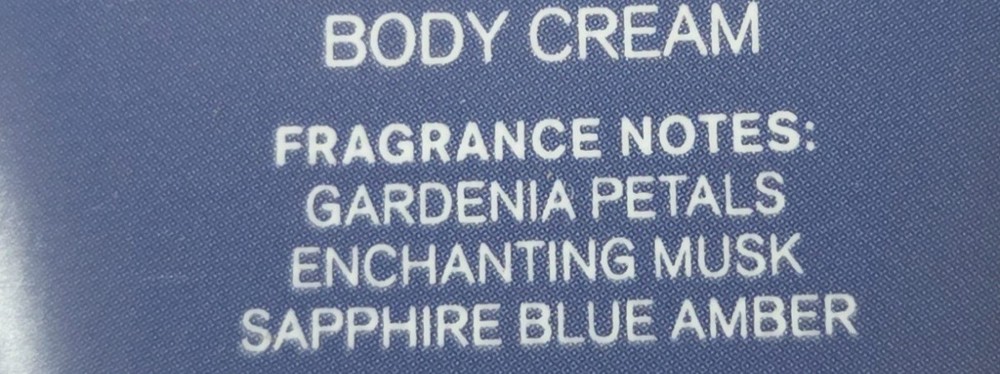 BODY CREAM
FRAGRANCE NOTES:
GARDENIA PETALS
ENCHANTING MUSK
SAPPHIRE BLUE AMBER